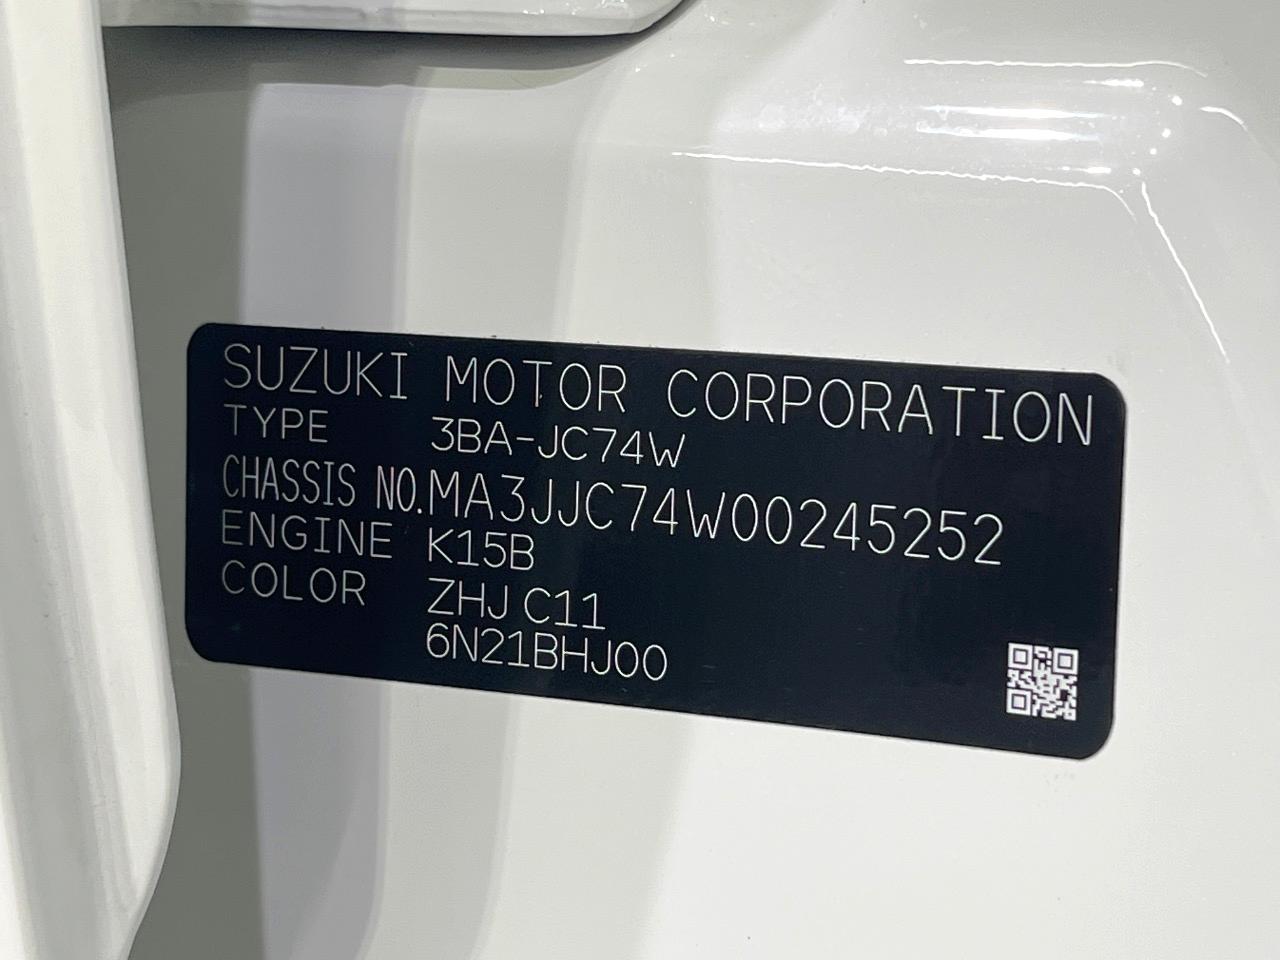 SUZUKI MOTOR CORPORATION
TYPE 3BA-JC74W
CHASSIS NO. MA3JJC74W00245252
ENGINE K15B
COLOR ZHJ C11
6N21BHJ00